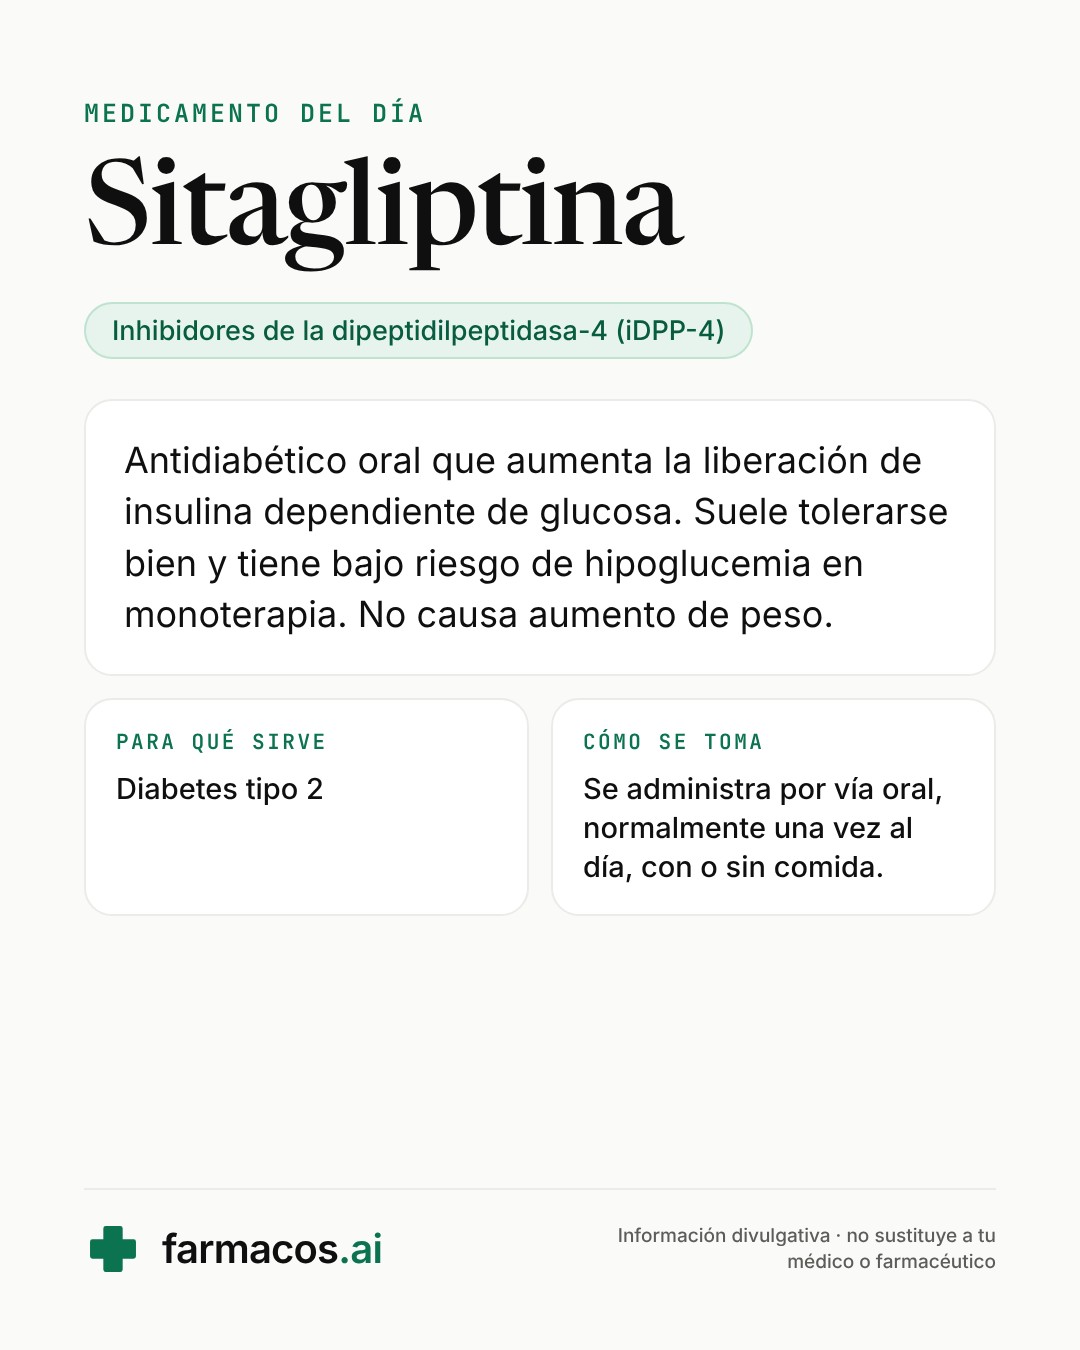 MEDICAMENTO DEL DÍA
Sitagliptina
Inhibidores de la dipeptidilpeptidasa-4 (iDPP-4)
Antidiabético oral que aumenta la liberación de
insulina dependiente de glucosa. Suele tolerarse
bien y tiene bajo riesgo de hipoglucemia en
monoterapia. No causa aumento de peso.
PARA QUÉ SIRVE
Diabetes tipo 2
CÓMO SE TOMA
Se administra por vía oral,
normalmente una vez al
día, con o sin comida.
farmacos.ai
Información divulgativa · no sustituye a tu
médico o farmacéutico